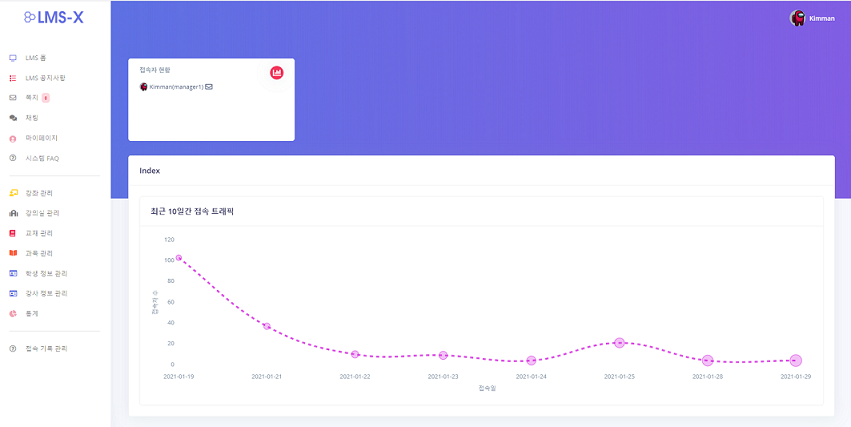 LMS-X
Kimman
LMS 홈
LMS 공지사항
쪽지
채팅
마이페이지
시스템 FAQ
강좌 관리
강의실 관리
교재 관리
과목 관리
학생 정보 관리
강사 정보 관리
통계
접속 기록 관리
접속자 현황
Kimman(manager1)
Index
최근 10일간 접속 트래픽
120
100
80
60
40
20
0
접속자 수
2021-01-19 2021-01-21 2021-01-22 2021-01-23 2021-01-24 2021-01-25 2021-01-28 2021-01-29
접속일